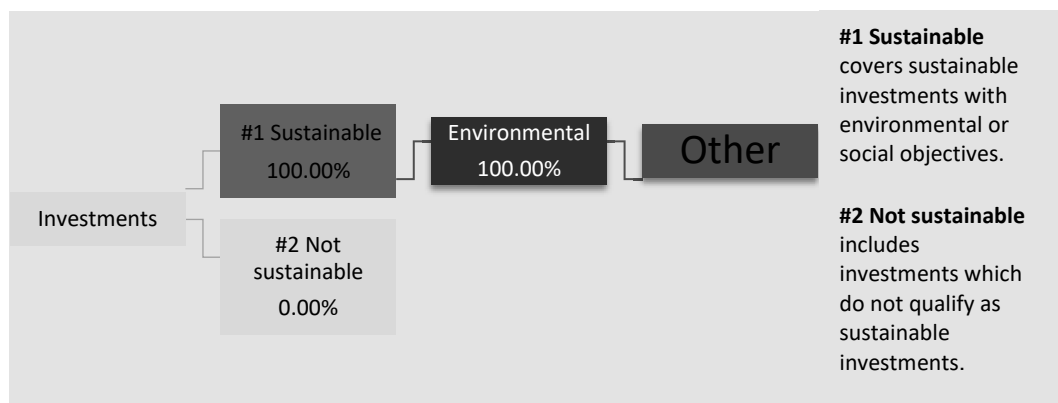 Investments
#1 Sustainable
100.00%
#2 Not
sustainable
0.00%
Environmental
100.00%
Other
#1 Sustainable
covers sustainable
investments with
environmental or
social objectives.
#2 Not sustainable
includes
investments which
do not qualify as
sustainable
investments.